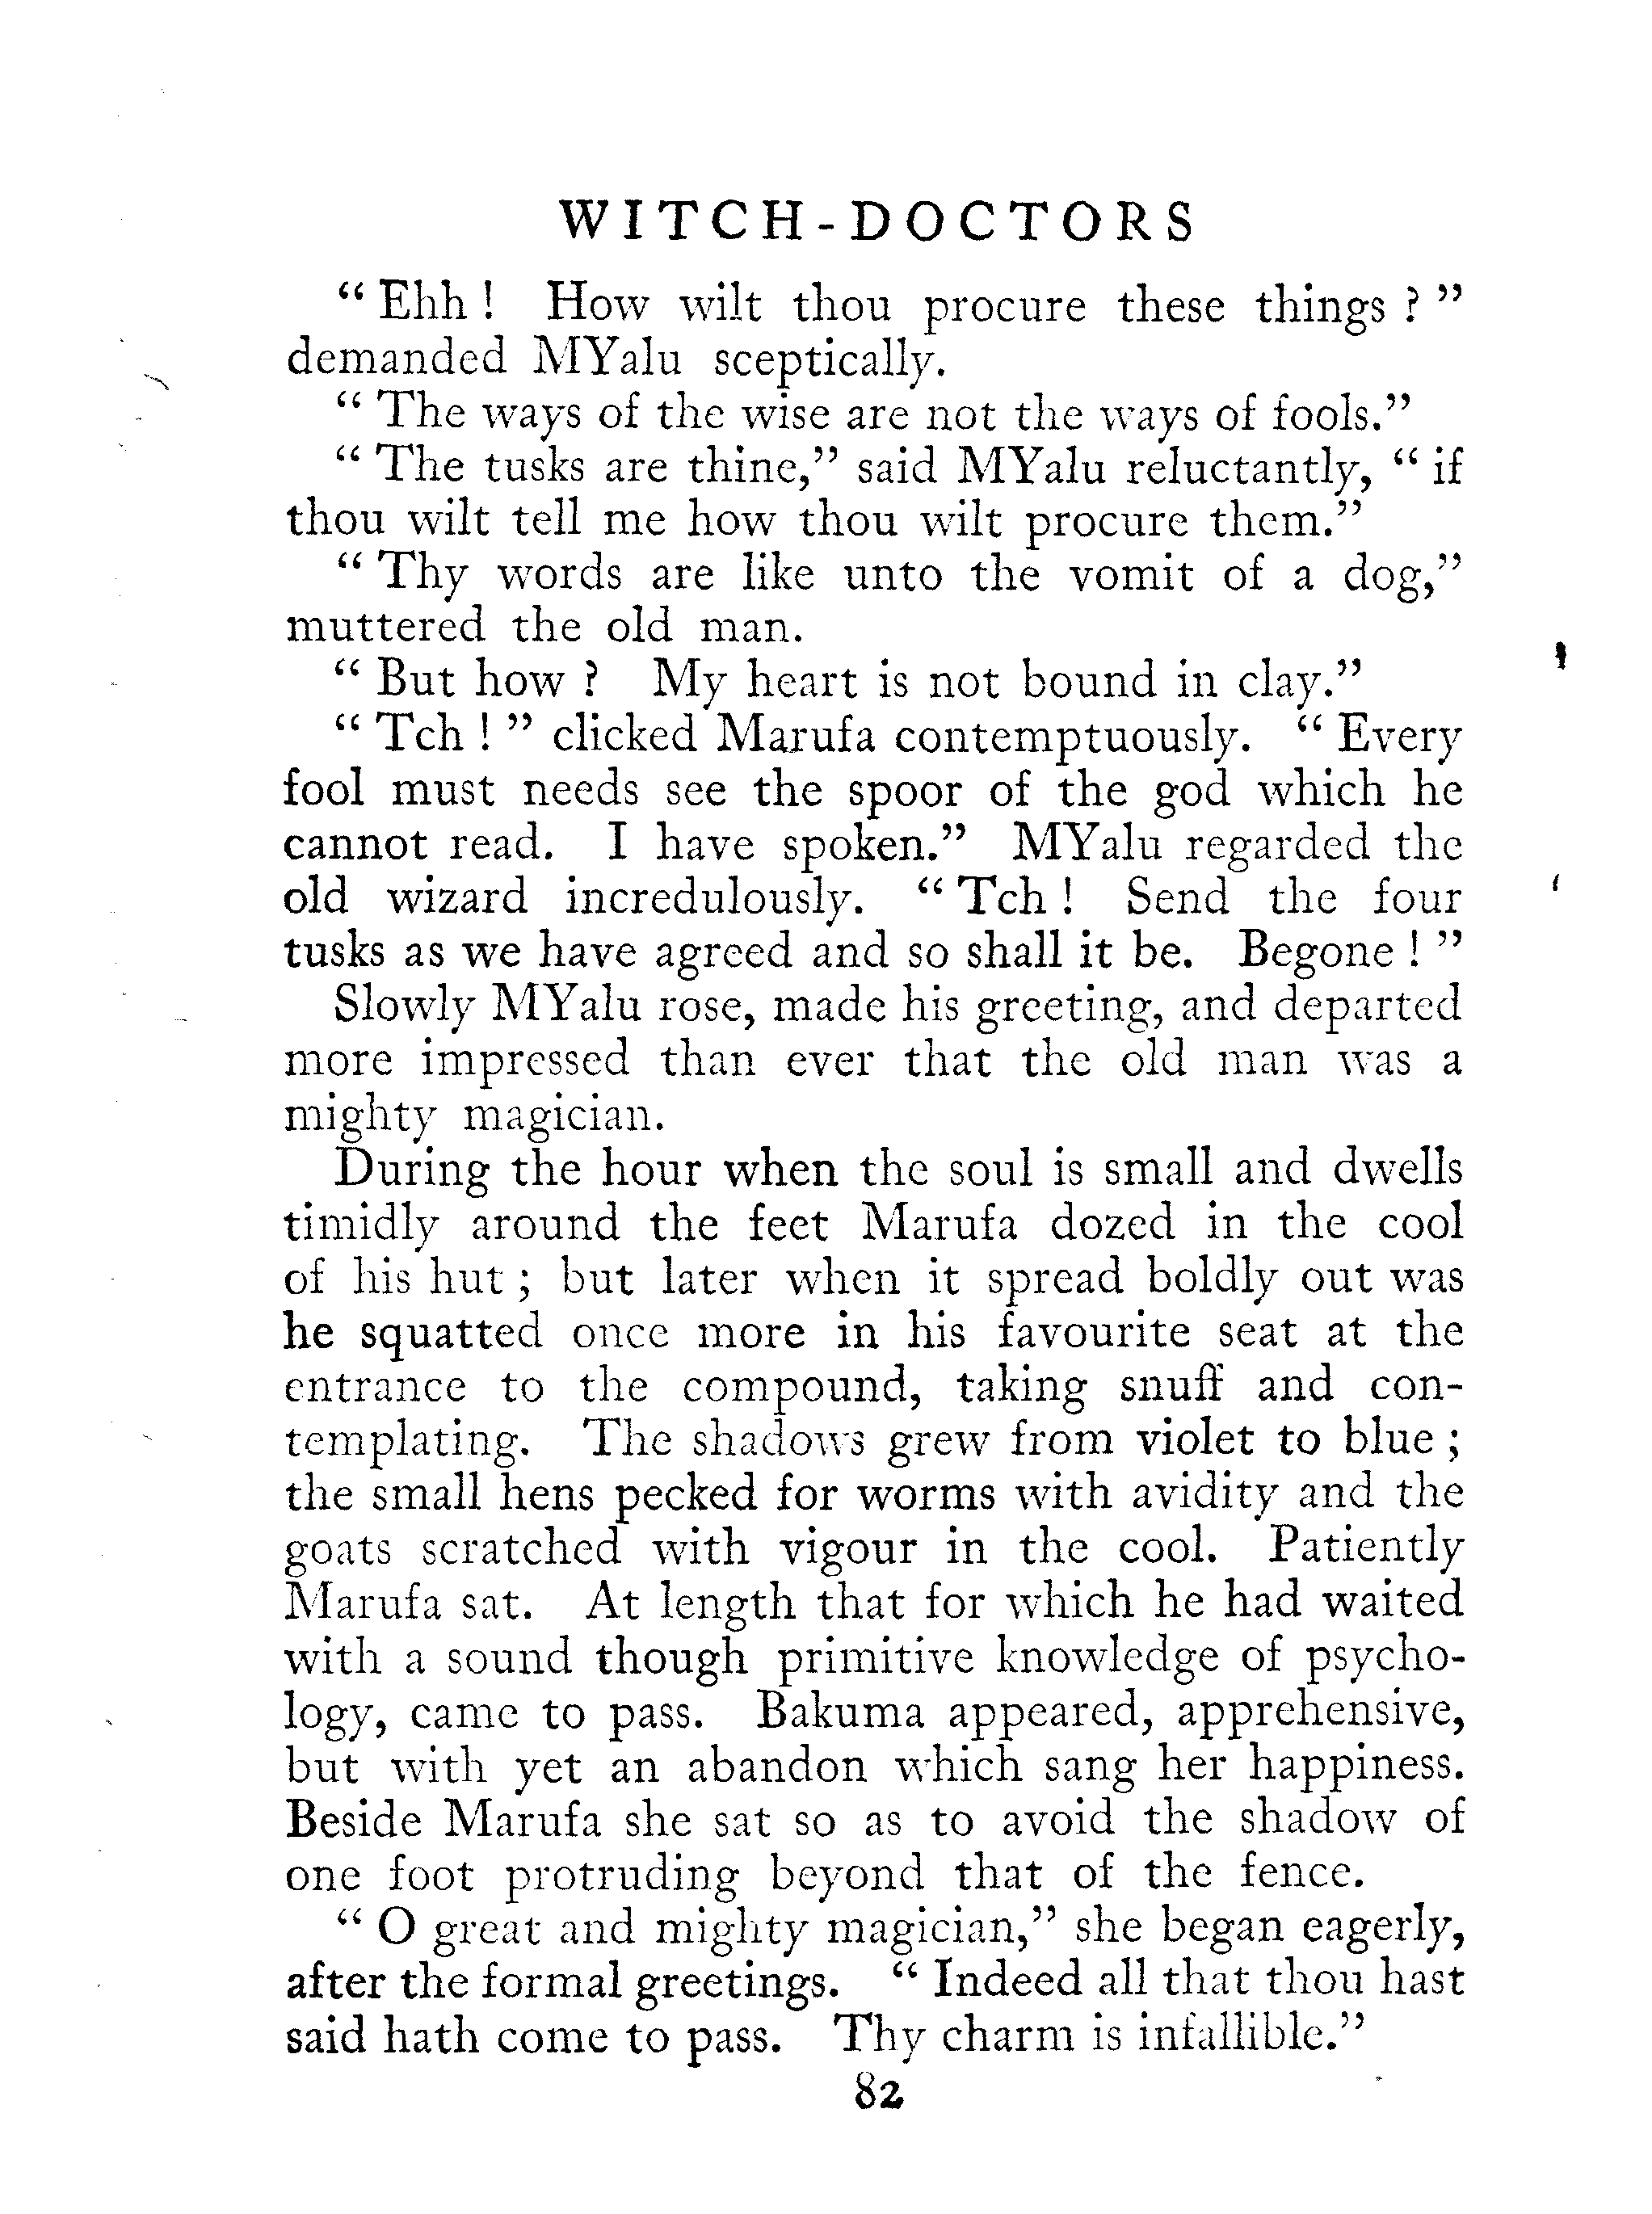 WITCH-DOCTORS
“ Ehh ! How wilt thou procure these things ? ”
demanded MYalu sceptically.
“ The ways of the wise are not the ways of fools.”
“ The tusks are thine,” said MYalu reluctantly, “ if
thou wilt tell me how thou wilt procure them.”
“ Thy words are like unto the vomit of a dog,”
muttered the old man.
“ But how ? My heart is not bound in clay.”
“ Tch ! ” clicked Marufa contemptuously. “ Every
fool must needs see the spoor of the god which he
cannot read. I have spoken.” MYalu regarded the
old wizard incredulously. “ Tch ! Send the four
tusks as we have agreed and so shall it be. Begone ! ”
Slowly MYalu rose, made his greeting, and departed
more impressed than ever that the old man was a
mighty magician.
During the hour when the soul is small and dwells
timidly around the feet Marufa dozed in the cool
of his hut ; but later when it spread boldly out was
he squatted once more in his favourite seat at the
entrance to the compound, taking snuff and con-
templating. The shadows grew from violet to blue ;
the small hens pecked for worms with avidity and the
goats scratched with vigour in the cool. Patiently
Marufa sat. At length that for which he had waited
with a sound though primitive knowledge of psycho-
logy, came to pass. Bakuma appeared, apprehensive,
but with yet an abandon which sang her happiness.
Beside Marufa she sat so as to avoid the shadow of
one foot protruding beyond that of the fence.
“ O great and mighty magician,” she began eagerly,
after the formal greetings. “ Indeed all that thou hast
said hath come to pass. Thy charm is infallible.”
82